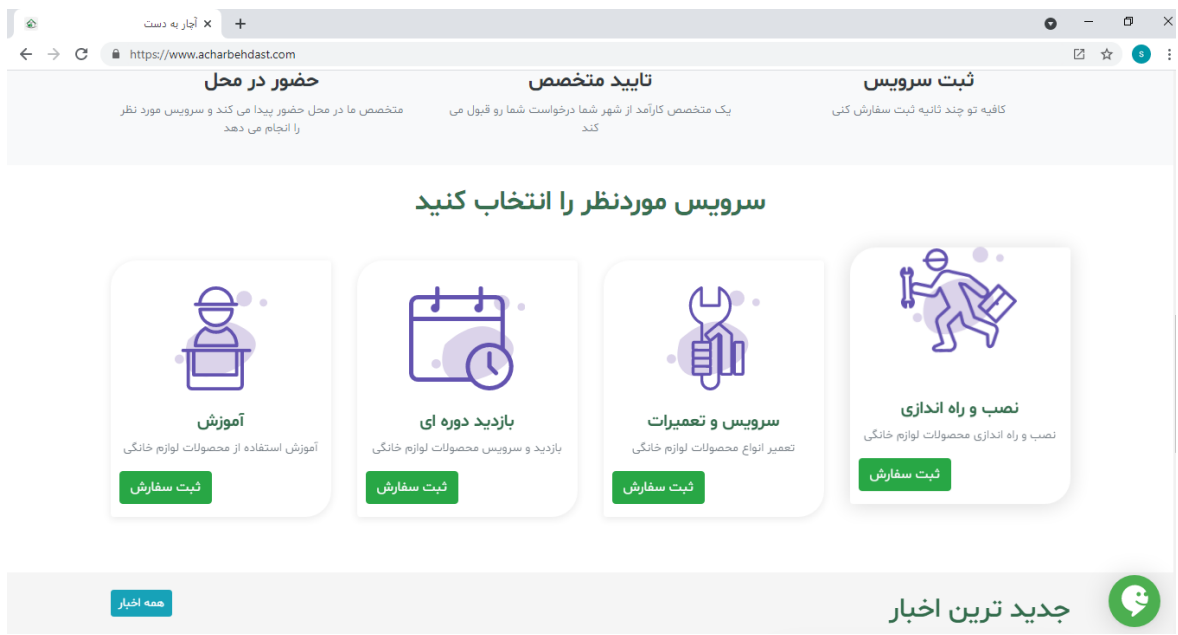 آچار به دست
https://www.acharbehdast.com
S
ثبت سرویس
کافیه تو چند ثانیه ثبت سفارش کنی
تایید متخصص
یک متخصص کارآمد از شهر شما درخواست شما رو قبول می
کند
حضور در محل
متخصص ما در محل حضور پیدا می کند و سرویس مورد نظر
را انجام می دهد
سرویس موردنظر را انتخاب کنید
نصب و راه اندازی
نصب و راه اندازی محصولات لوازم خانگی
ثبت سفارش
سرویس و تعمیرات
تعمیر انواع محصولات لوازم خانگی
ثبت سفارش
بازدید دوره ای
بازدید و سرویس محصولات لوازم خانگی
ثبت سفارش
آموزش
آموزش استفاده از محصولات لوازم خانگی
ثبت سفارش
جدید ترین اخبار
همه اخبار